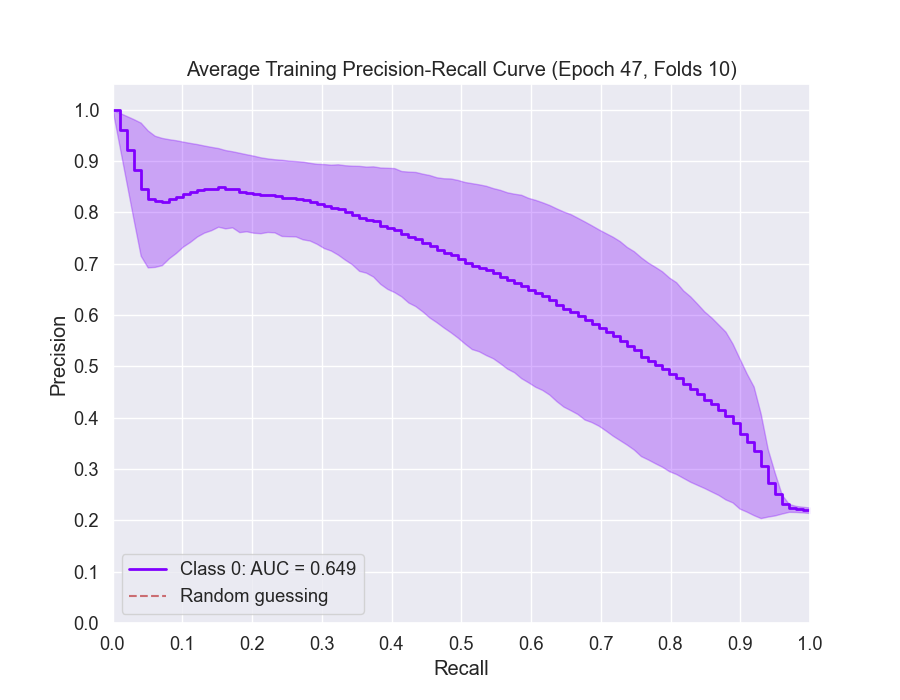 Average Training Precision-Recall Curve (Epoch 47, Folds 10)
1.0
0.9
0.8
0.7
0.6
0.5
0.4
0.3
0.2
0.1
0.0
Precision
Class 0: AUC = 0.649
Random guessing
0.0 0.1 0.2 0.3 0.4 0.5 0.6 0.7 0.8 0.9 1.0
Recall